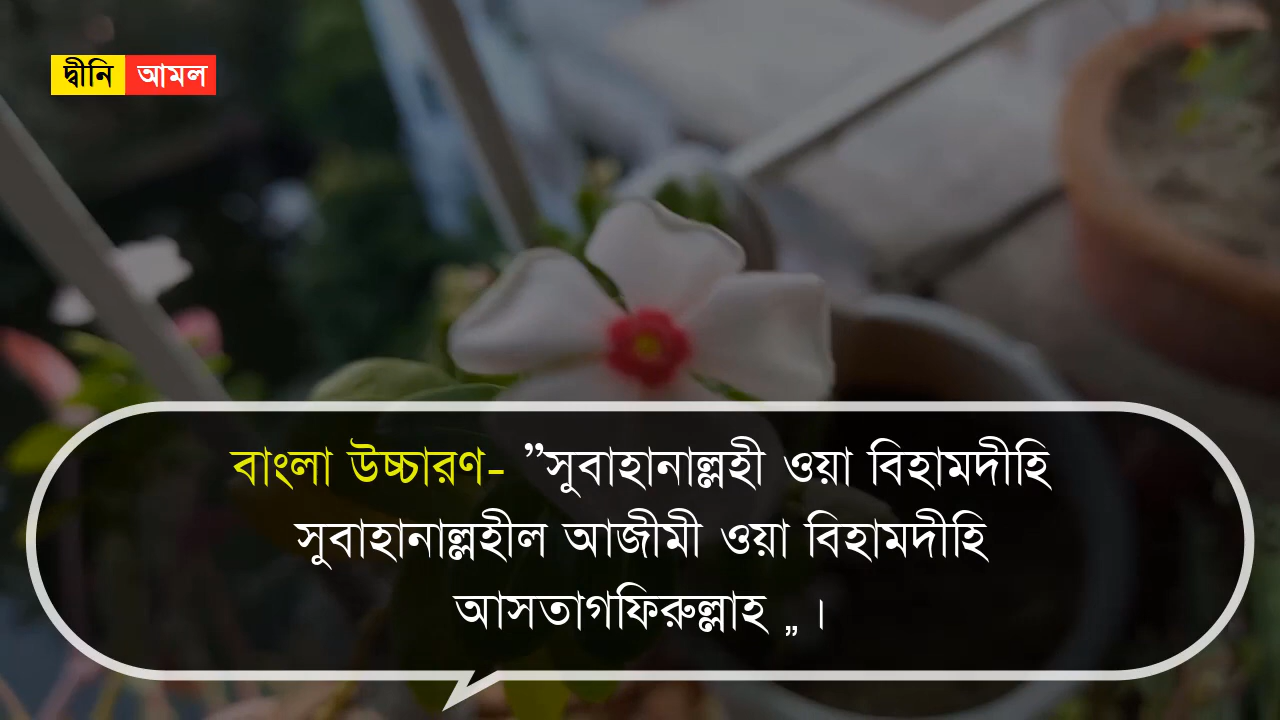 দ্বীনি আমল
বাংলা উচ্চারণ- ”সুবাহানাল্লহী ওয়া বিহামদীহি
সুবাহানাল্লহীল আজীমী ওয়া বিহামদীহি
আসতাগফিরুল্লাহ „ ।